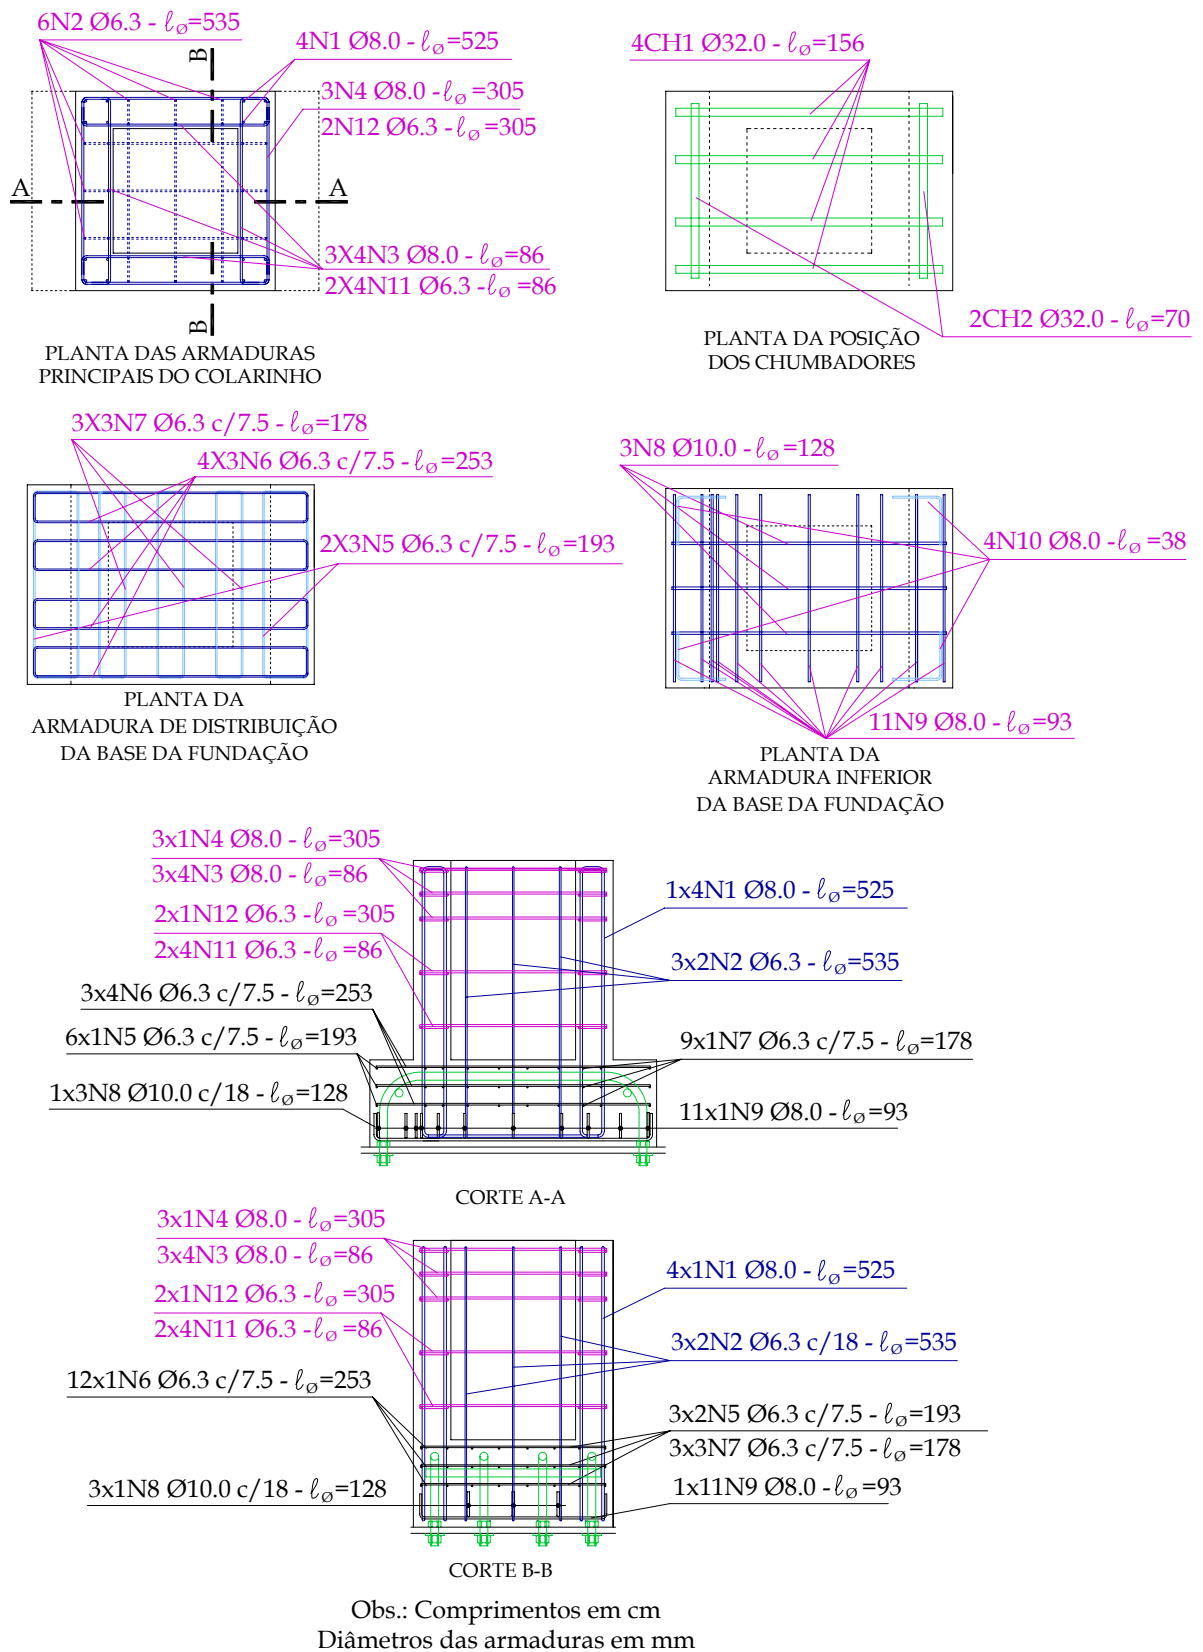 6N2 Ø6.3 - ℓø=535
B
4N1 Ø8.0 - ℓø=525
3N4 Ø8.0 -ℓø=305
2N12 Ø6.3 -ℓø=305
A
A
3X4N3 Ø8.0 - ℓø=86
2X4N11 Ø6.3 -ℓø =86
B
PLANTA DAS ARMADURAS
PRINCIPAIS DO COLARINHO
4CH1 Ø32.0 - ℓø=156
2CH2 Ø32.0 - ℓø=70
PLANTA DA POSIÇÃO
DOS CHUMBADORES
3X3N7 Ø6.3 c/7.5 - ℓø=178
4X3N6 Ø6.3 c/7.5 - ℓø=253
2X3N5 Ø6.3 c/7.5 - ℓø=193
PLANTA DA
ARMADURA DE DISTRIBUIÇÃO
DA BASE DA FUNDAÇÃO
3N8 Ø10.0 - ℓø=128
4N10 Ø8.0 -ℓø=38
11N9 Ø8.0 - ℓø=93
PLANTA DA
ARMADURA INFERIOR
DA BASE DA FUNDAÇÃO
3x1N4 Ø8.0 - ℓø=305
3x4N3 Ø8.0 - ℓø=86
2x1N12 Ø6.3 -ℓø=305
2x4N11 Ø6.3 -ℓø =86
3x4N6 Ø6.3 c/7.5 - ℓø=253
6x1N5 Ø6.3 c/7.5 - ℓø=193
1x3N8 Ø10.0 c/18 - ℓø=128
1x4N1 Ø8.0 - ℓø=525
3x2N2 Ø6.3 - ℓø=535
9x1N7 Ø6.3 c/7.5 - ℓø=178
11x1N9 Ø8.0 - ℓø=93
CORTE A-A
3x1N4 Ø8.0 - ℓø=305
3x4N3 Ø8.0 - ℓø=86
2x1N12 Ø6.3 -ℓø=305
2x4N11 Ø6.3 -ℓø =86
12x1N6 Ø6.3 c/7.5 - ℓø=253
3x1N8 Ø10.0 c/18 - ℓø=128
4x1N1 Ø8.0 - ℓø=525
3x2N2 Ø6.3 c/18 - ℓø=535
3x2N5 Ø6.3 c/7.5 - ℓø=193
3x3N7 Ø6.3 c/7.5 - ℓø=178
1x11N9 Ø8.0 -ℓø =93
CORTE B-B
Obs.: Comprimentos em cm
Diâmetros das armaduras em mm